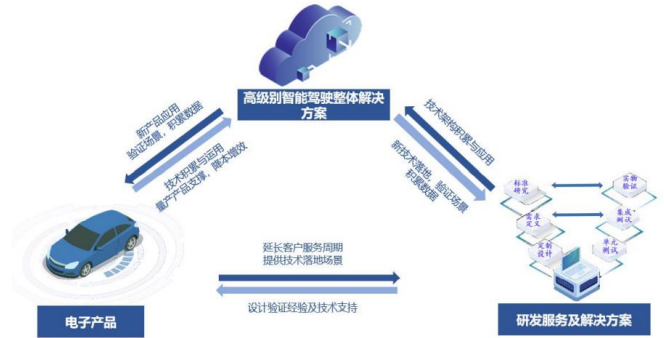 高级别智能驾驶整体解决
方案
新产品应用
验证场景，积累数据
技术积累与运用
量产产品支撑，降本增效
技术架构积累与应用
新技术落地，验证场景
积累数据
标准
研究
实物
验证
需求
定义
集成
测试
定制
设计
单元
测试
延长客户服务周期
提供技术落地场景
设计验证经验及技术支持
电子产品
研发服务及解决方案